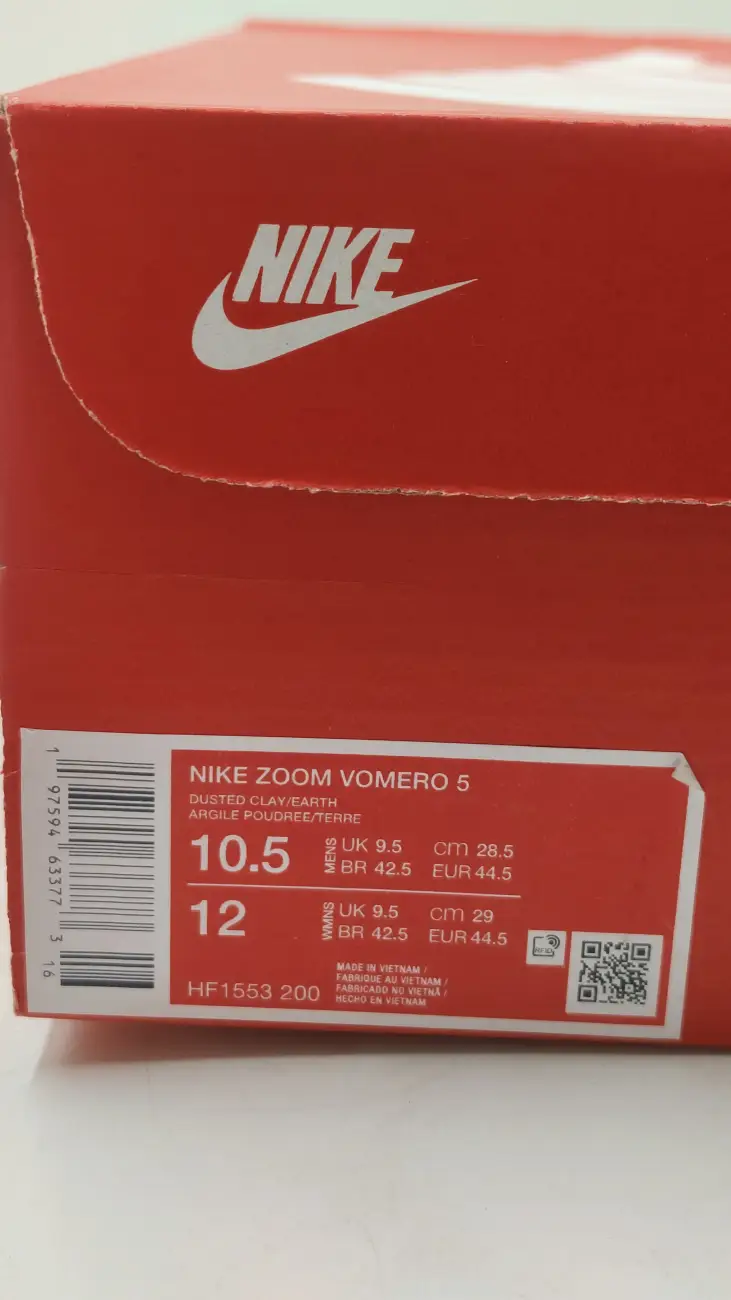 NIKE
NIKE ZOOM VOMERO 5
DUSTED CLAY/EARTH
ARGILE POUDREE/TERRE
10.5 MENS UK 9.5 cm 28.5
BR 42.5 EUR 44.5
12 WMNS UK 9.5 cm 29
BR 42.5 EUR 44.5
HF1553 200
MADE IN VIETNAM /
FABRIQUE AU VIETNAM /
FABRICADO NO VIETNÃ /
HECHO EN VIETNAM
RFID
1 97594 63377 3 16